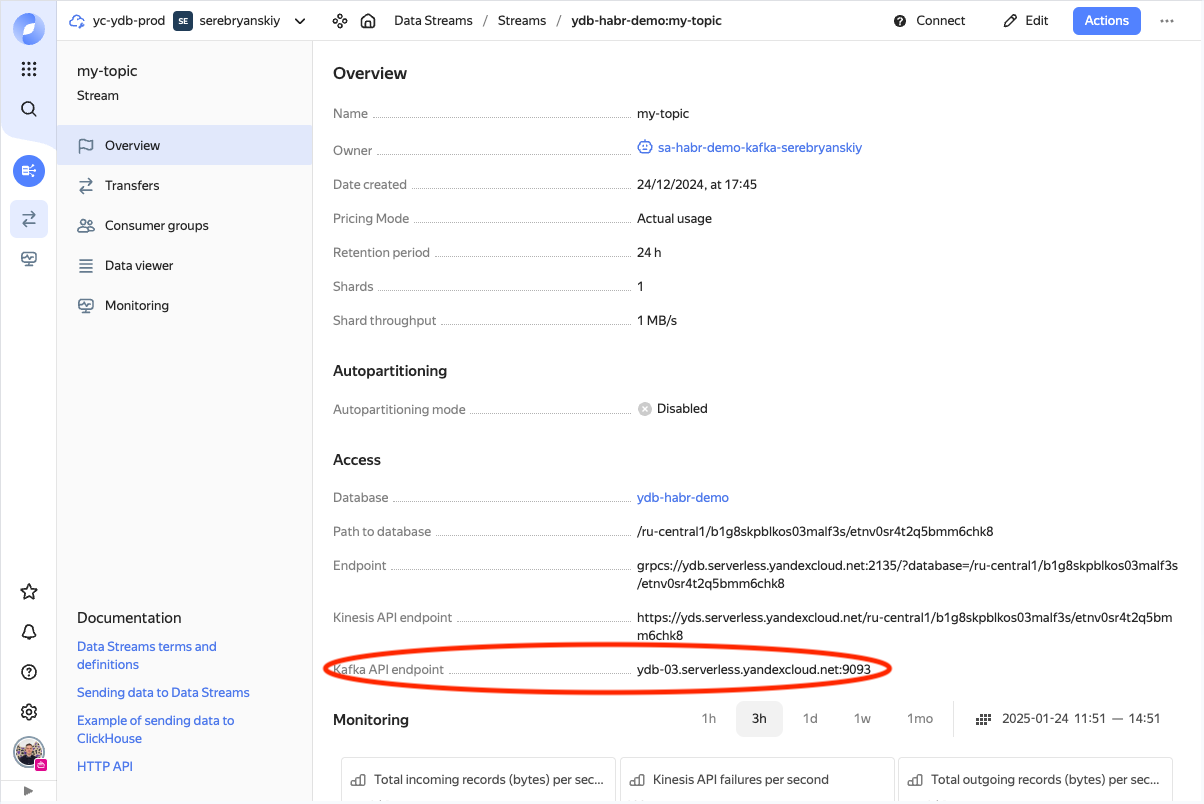 yc-ydb-prod SE serebryanskiy Data Streams / Streams / ydb-habr-demo:my-topic Connect Edit Actions
my-topic
Stream
Overview
Transfers
Consumer groups
Data viewer
Monitoring
Documentation
Data Streams terms and
definitions
Sending data to Data Streams
Example of sending data to
ClickHouse
HTTP API
Overview
Name my-topic
Owner sa-habr-demo-kafka-serebryanskiy
Date created 24/12/2024, at 17:45
Pricing Mode Actual usage
Retention period 24 h
Shards 1
Shard throughput 1 MB/s
Autopartitioning
Autopartitioning mode Disabled
Access
Database ydb-habr-demo
Path to database /ru-central1/b1g8skpblkos03malf3s/etnv0sr4t2q5bmm6chk8
Endpoint grpcs://ydb.serverless.yandexcloud.net:2135/?database=/ru-central1/b1g8skpblkos03malf3s
/etnv0sr4t2q5bmm6chk8
Kinesis API endpoint https://yds.serverless.yandexcloud.net/ru-central1/b1g8skpblkos03malf3s/etnv0sr4t2q5bm
m6chk8
Kafka API endpoint ydb-03.serverless.yandexcloud.net:9093
Monitoring 1h 3h 1d 1w 1mo 2025-01-24 11:51 — 14:51
Total incoming records (bytes) per sec... Kinesis API failures per second Total outgoing records (bytes) per sec...